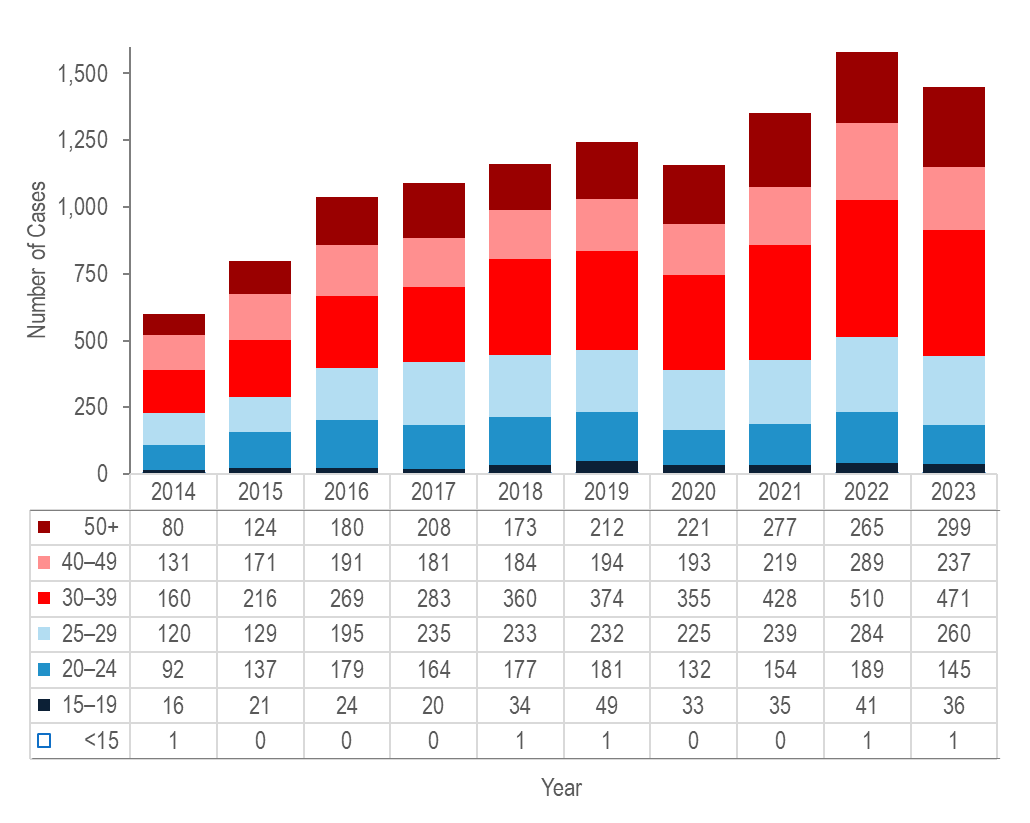 1,500
1,250
1,000
750
500
250
0
Number of Cases
2014 2015 2016 2017 2018 2019 2020 2021 2022 2023
50+ 80 124 180 208 173 212 221 277 265 299
40–49 131 171 191 181 184 194 193 219 289 237
30–39 160 216 269 283 360 374 355 428 510 471
25–29 120 129 195 235 233 232 225 239 284 260
20–24 92 137 179 164 177 181 132 154 189 145
15–19 16 21 24 20 34 49 33 35 41 36
<15 1 0 0 0 1 1 0 0 1 1
Year